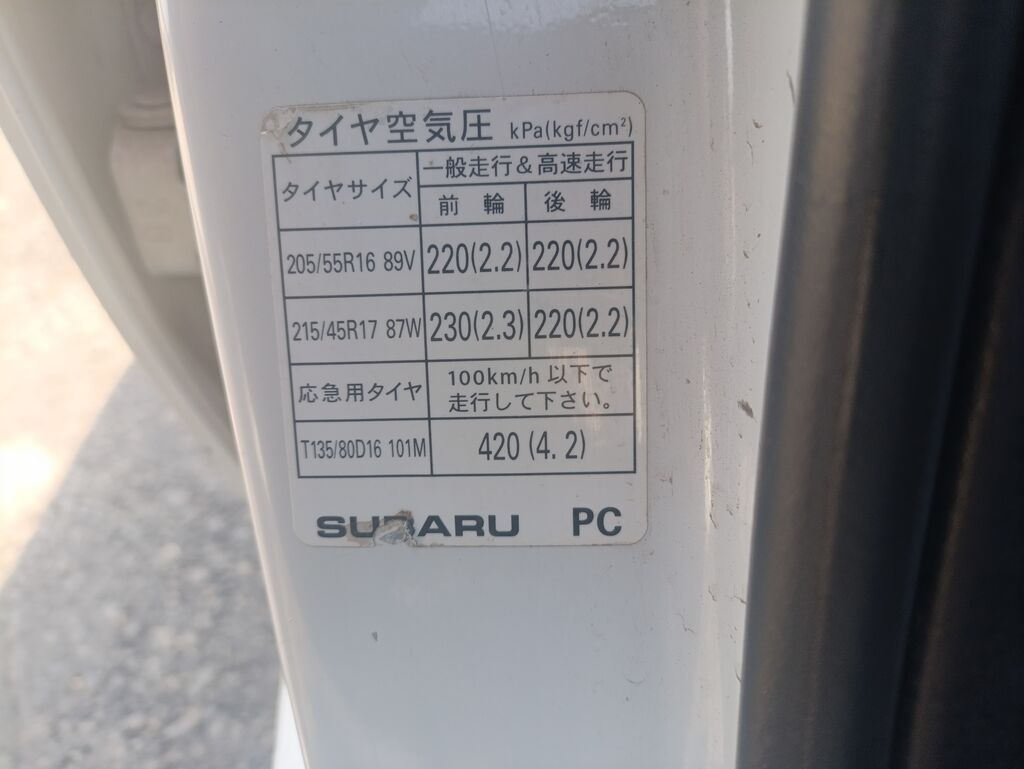 タイヤ空気圧 kPa(kgf/cm²)
タイヤサイズ 一般走行&高速走行
前 輪 後 輪
205/55R16 89V 220(2.2) 220(2.2)
215/45R17 87W 230(2.3) 220(2.2)
応急用タイヤ 100km/h 以下で
走行して下さい。
T135/80D16 101M 420 (4.2)
SUBARU PC